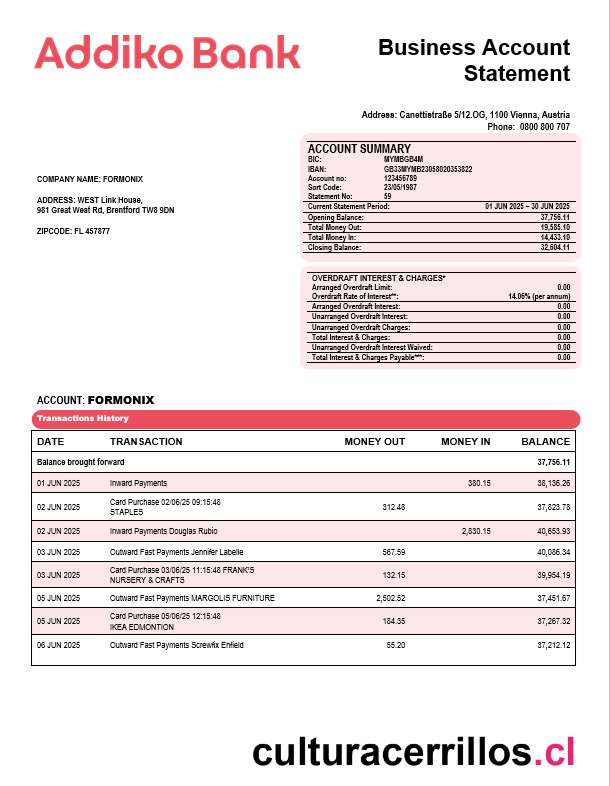 Addiko Bank
Business Account
Statement
Address: Canettistraße 5/12.OG, 1100 Vienna, Austria
Phone: 0800 800 707
ACCOUNT SUMMARY
BIC: MYMBGB4M
IBAN: GB33MYMB23058020353822
Account no: 123456789
Sort Code: 23/05/1987
Statement No: 59
Current Statement Period: 01 JUN 2025 – 30 JUN 2025
Opening Balance: 37,756.11
Total Money Out: 19,585.10
Total Money In: 14,433.10
Closing Balance: 32,604.11
COMPANY NAME: FORMONIX
ADDRESS: WEST Link House,
981 Great West Rd, Brentford TW8 9DN
ZIPCODE: FL 457877
OVERDRAFT INTEREST & CHARGES*
Arranged Overdraft Limit: 0.00
Overdraft Rate of Interest**: 14.06% (per annum)
Arranged Overdraft Interest: 0.00
Unarranged Overdraft Interest: 0.00
Unarranged Overdraft Charges: 0.00
Total Interest & Charges: 0.00
Unarranged Overdraft Interest Waived: 0.00
Total Interest & Charges Payable***: 0.00
ACCOUNT: FORMONIX
Transactions History
DATE TRANSACTION MONEY OUT MONEY IN BALANCE
Balance brought forward 37,756.11
01 JUN 2025 Inward Payments 380.15 38,136.26
02 JUN 2025 Card Purchase 02/06/25 09:15:48 312.48 37,823.78
STAPLES
02 JUN 2025 Inward Payments Douglas Rubio 2,830.15 40,653.93
03 JUN 2025 Outward Fast Payments Jennifer Labelle 567.59 40,086.34
03 JUN 2025 Card Purchase 03/06/25 11:15:48 FRANK'S 132.15 39,954.19
NURSERY & CRAFTS
05 JUN 2025 Outward Fast Payments MARGOLIS FURNITURE 2,502.52 37,451.67
05 JUN 2025 Card Purchase 05/06/25 12:15:48 184.35 37,267.32
IKEA EDMONTION
06 JUN 2025 Outward Fast Payments Screwfix Enfield 55.20 37,212.12
culturacerrillos.cl